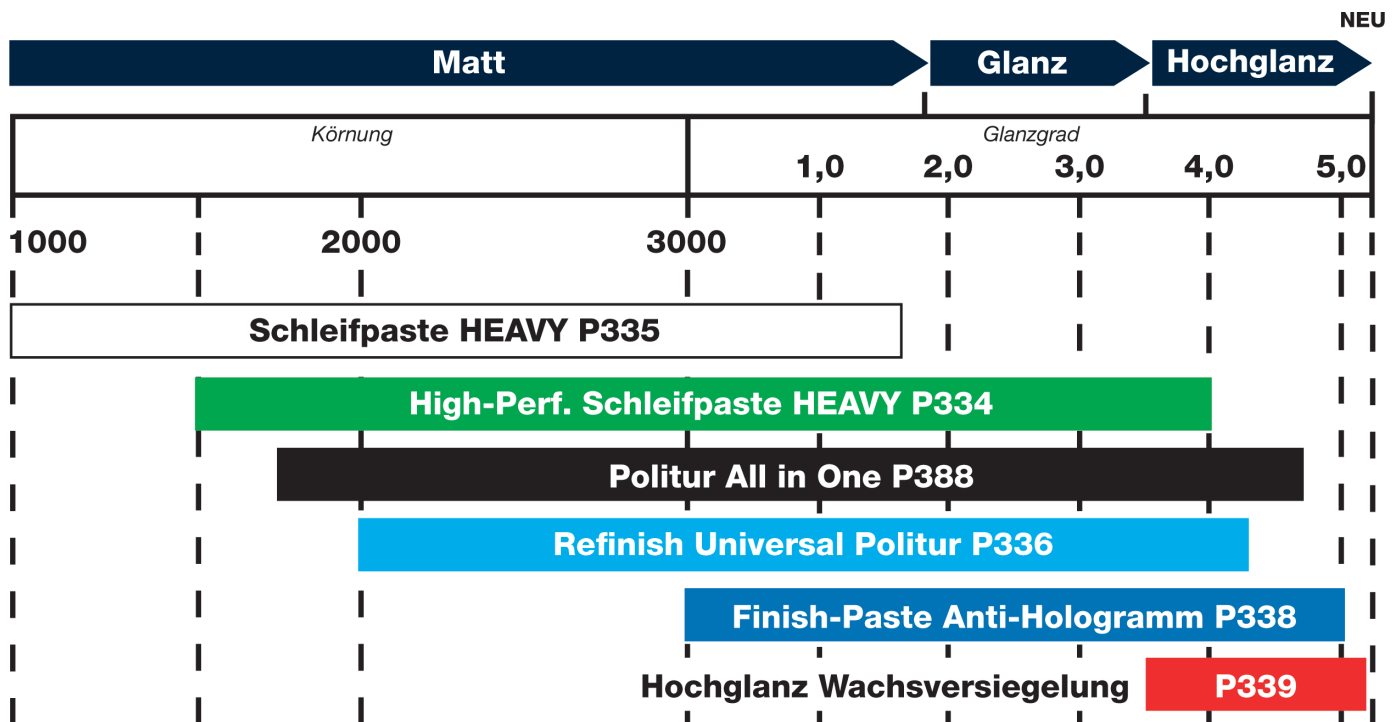 NEU
Matt Glanz Hochglanz
Körnung Glanzgrad
1,0 2,0 3,0 4,0 5,0
1000 2000 3000
Schleifpaste HEAVY P335
High-Perf. Schleifpaste HEAVY P334
Politur All in One P388
Refinish Universal Politur P336
Finish-Paste Anti-Hologramm P338
Hochglanz Wachsversiegelung P339